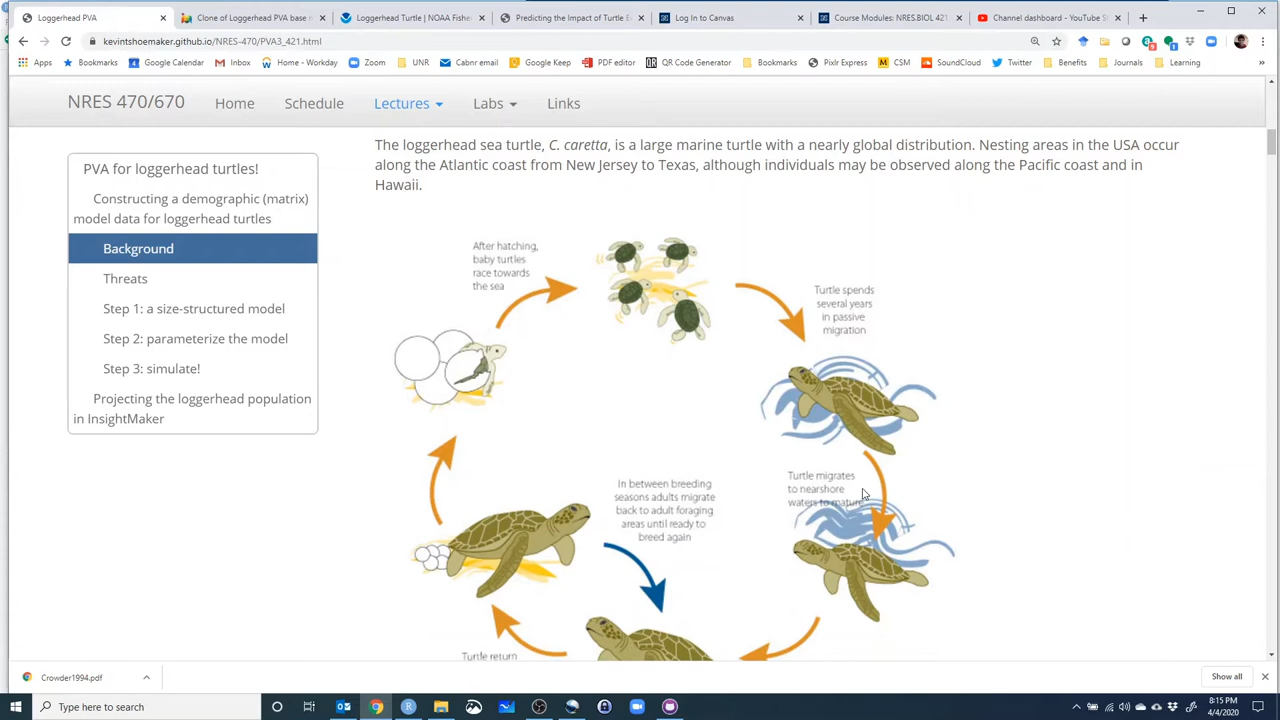 Loggerhead PVA
Clone of Loggerhead PVA base m
Loggerhead Turtle | NOAA Fisher
Predicting the Impact of Turtle E
Log In to Canvas
Course Modules: NRES.BIOL 421
Channel dashboard - YouTube St
kevintshoemaker.github.io/NRES-470/PVA3_421.html
Apps
Bookmarks
Google Calendar
Inbox
Home - Workday
Zoom
UNR
Cabnr email
Google Keep
PDF editor
QR Code Generator
Bookmarks
Pixlr Express
CSM
SoundCloud
Twitter
Benefits
Journals
Learning
NRES 470/670
Home
Schedule
Lectures
Labs
Links
PVA for loggerhead turtles!
Constructing a demographic (matrix)
model data for loggerhead turtles
Background
Threats
Step 1: a size-structured model
Step 2: parameterize the model
Step 3: simulate!
Projecting the loggerhead population
in InsightMaker
The loggerhead sea turtle, C. caretta, is a large marine turtle with a nearly global distribution. Nesting areas in the USA occur
along the Atlantic coast from New Jersey to Texas, although individuals may be observed along the Pacific coast and in
Hawaii.
After hatching,
baby turtles
race towards
the sea
Turtle spends
several years
in passive
migration
Turtle migrates
to nearshore
waters to mature
In between breeding
seasons adults migrate
back to adult foraging
areas until ready to
breed again
Turtle return
Crowder1994.pdf
Show all
Type here to search
8:15 PM
4/4/2020